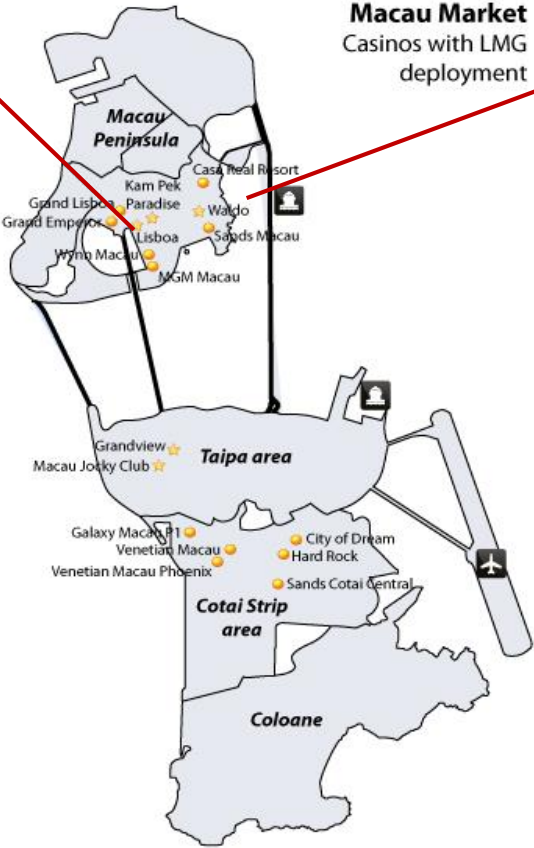 Macau Market
Casinos with LMG
deployment
Macau
Peninsula
Casa Real Resort
Kam Pek
Paradise
Grand Lisboa
Waldo
Grand Emperor
Lisboa
Sands Macau
Wynn Macau
MGM Macau
Grandview
Taipa area
Macau Jocky Club
Galaxy Macau P1
City of Dream
Venetian Macau
Hard Rock
Venetian Macau Phoenix
Sands Cotai Central
Cotai Strip
area
Coloane